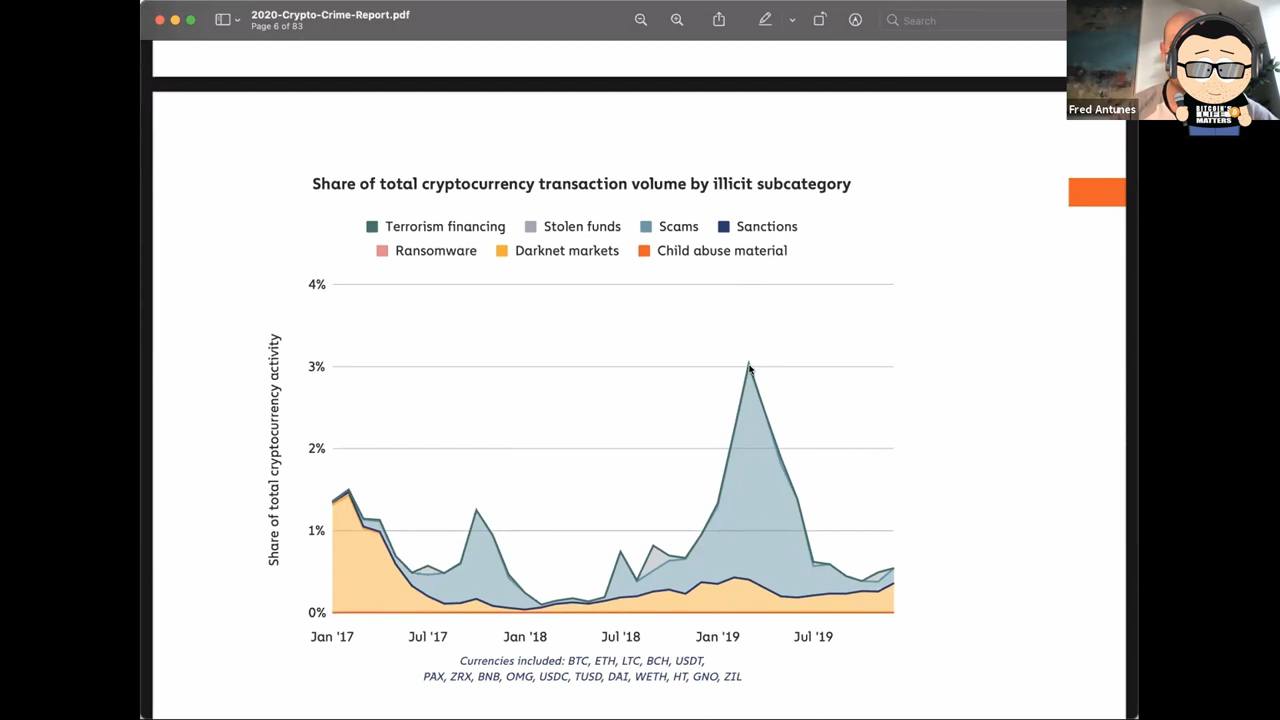 2020-Crypto-Crime-Report.pdf
Page 6 of 83
Search
Fred Antunes
BITCOIN'S
LIFE
MATTERS
Share of total cryptocurrency transaction volume by illicit subcategory
Terrorism financing Stolen funds Scams Sanctions
Ransomware Darknet markets Child abuse material
Share of total cryptocurrency activity
4%
3%
2%
1%
0%
Jan '17 Jul '17 Jan '18 Jul '18 Jan '19 Jul '19
Currencies included: BTC, ETH, LTC, BCH, USDT,
PAX, ZRX, BNB, OMG, USDC, TUSD, DAI, WETH, HT, GNO, ZIL